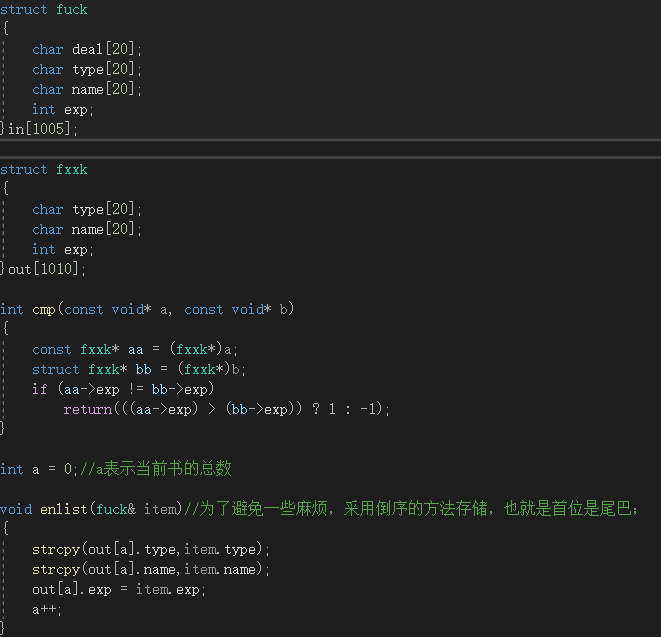 struct fuck
{
char deal[20];
char type[20];
char name[20];
int exp;
}in[1005];
struct fxxk
{
char type[20];
char name[20];
int exp;
}out[1010];
int cmp(const void* a, const void* b)
{
const fxxk* aa = (fxxk*)a;
struct fxxk* bb = (fxxk*)b;
if (aa->exp != bb->exp)
return(((aa->exp) > (bb->exp)) ? 1 : -1);
}
int a = 0;//a表示当前书的总数
void enlist(fuck& item)//为了避免一些麻烦，采用倒序的方法存储，也就是首位是尾巴；
{
strcpy(out[a].type,item.type);
strcpy(out[a].name,item.name);
out[a].exp = item.exp;
a++;
}